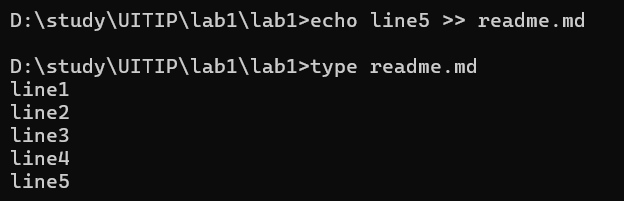 D:\study\UITIP\lab1\lab1>echo line5 >> readme.md
D:\study\UITIP\lab1\lab1>type readme.md
line1
line2
line3
line4
line5